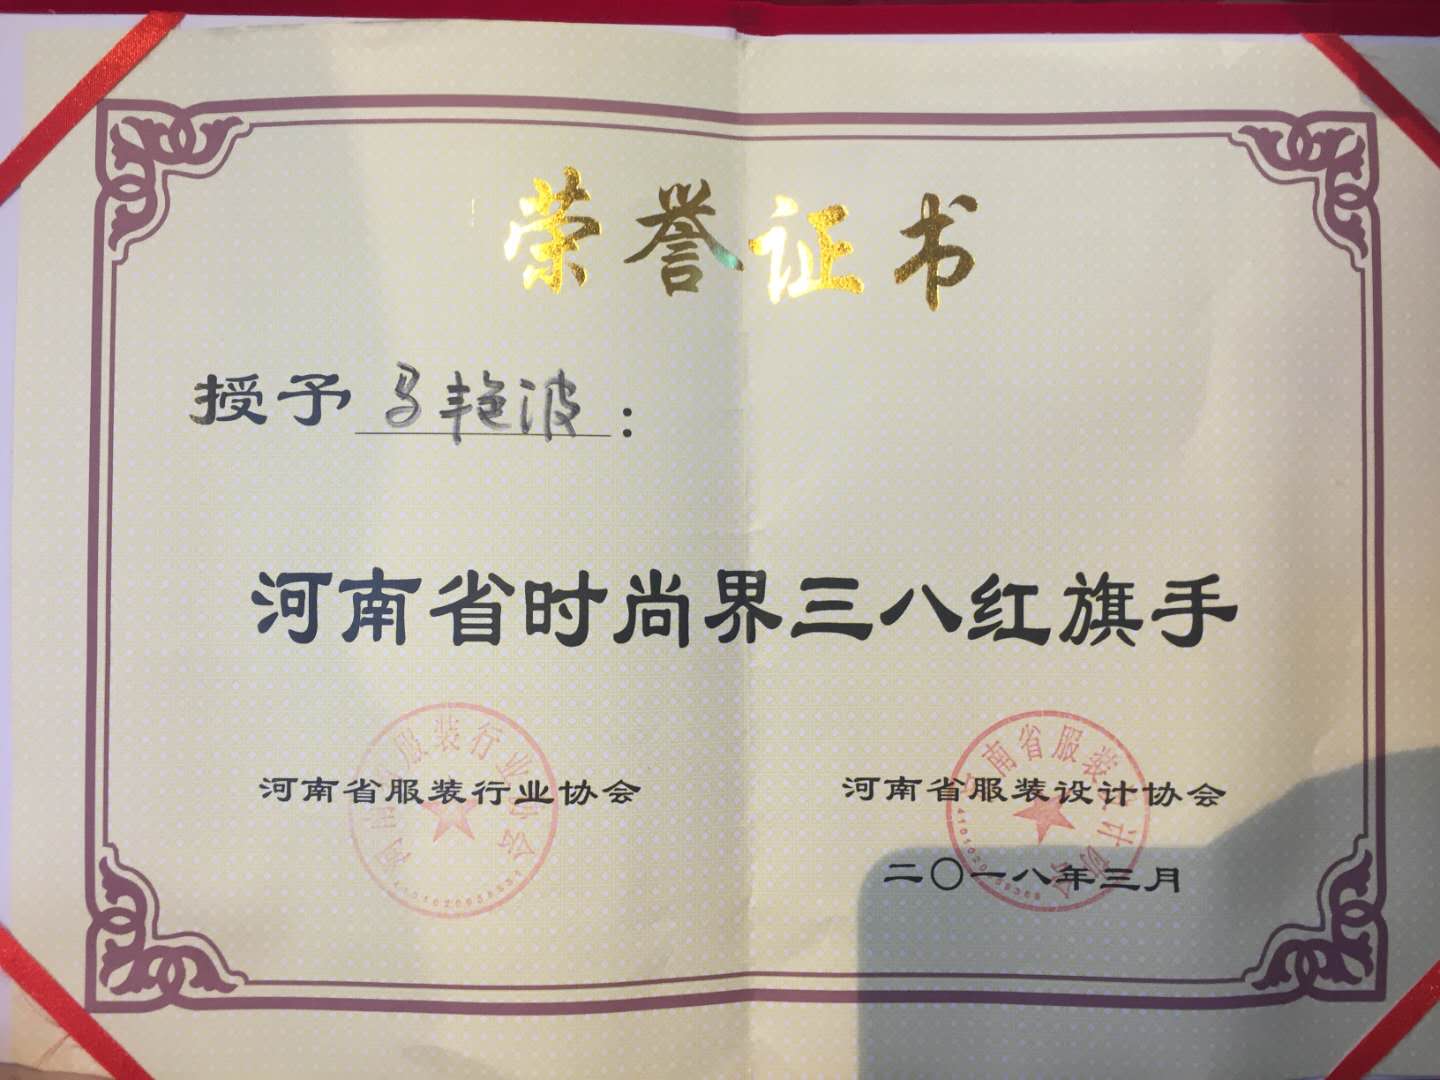 荣誉证书
授予 马艳波：
河南省时尚界三八红旗手
河南省服装行业协会
河南省服装设计协会
二〇一八年三月